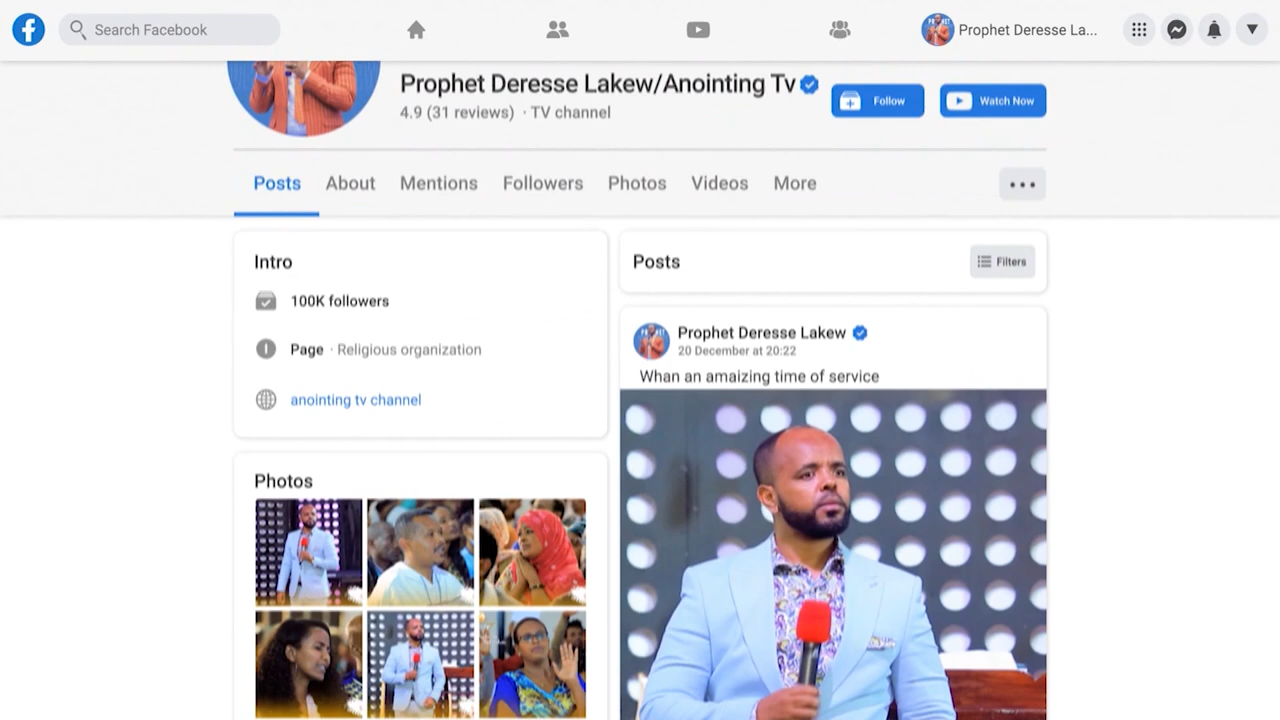 Search Facebook
Prophet Deresse La...
Prophet Deresse Lakew/Anointing Tv
4.9 (31 reviews) · TV channel
Follow
Watch Now
Posts
About
Mentions
Followers
Photos
Videos
More
Intro
100K followers
Page · Religious organization
anointing tv channel
Photos
Posts
Filters
Prophet Deresse Lakew
20 December at 20:22
Whan an amaizing time of service